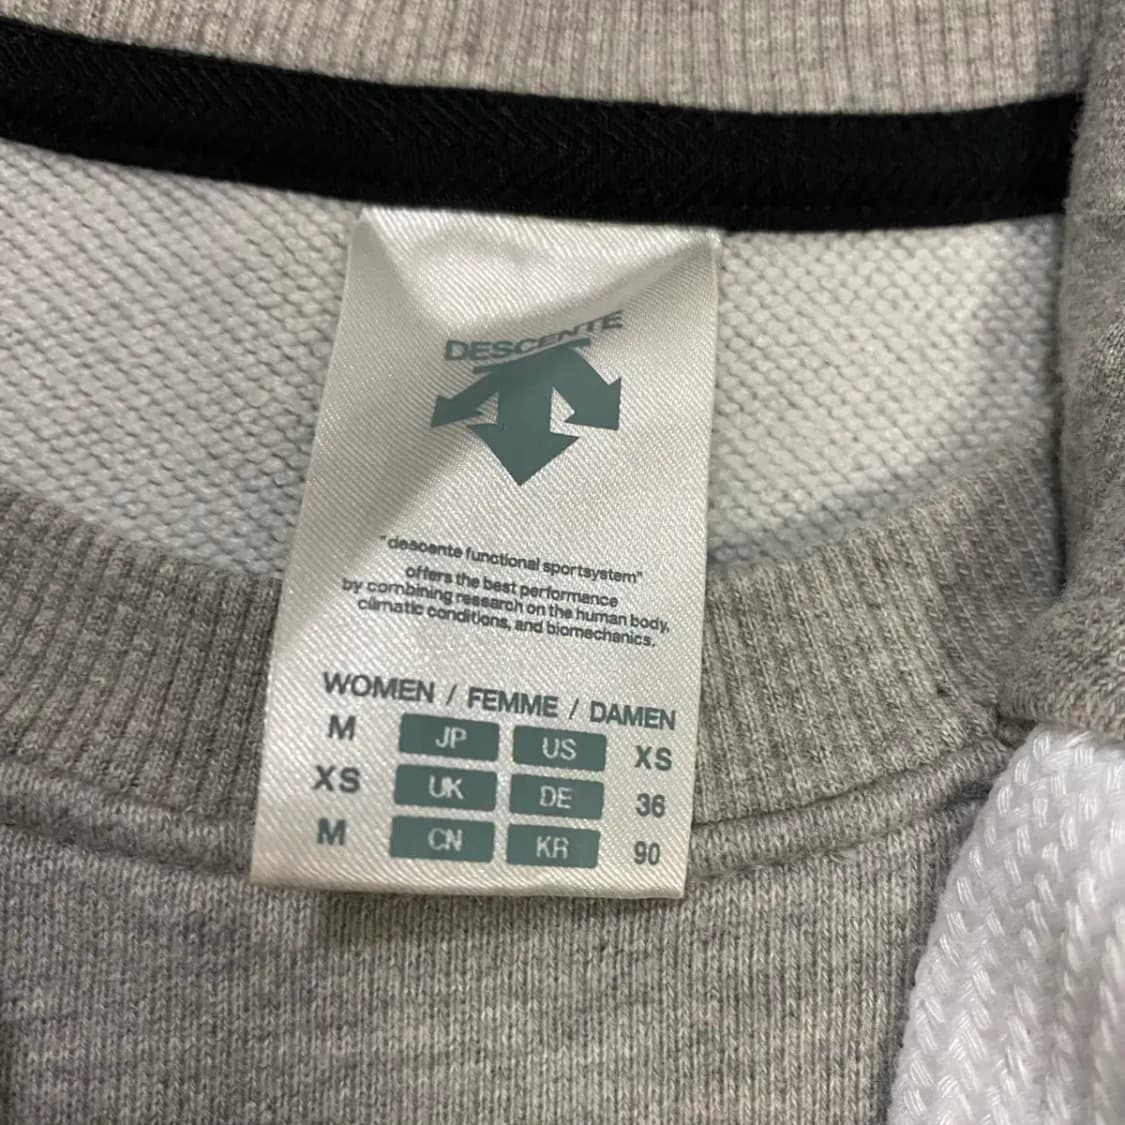 DESCENTE
"descente functional sportsystem"
offers the best performance
by combining research on the human body,
climatic conditions, and biomechanics.
WOMEN / FEMME / DAMEN
M JP US XS
XS UK DE 36
M CN KR 90